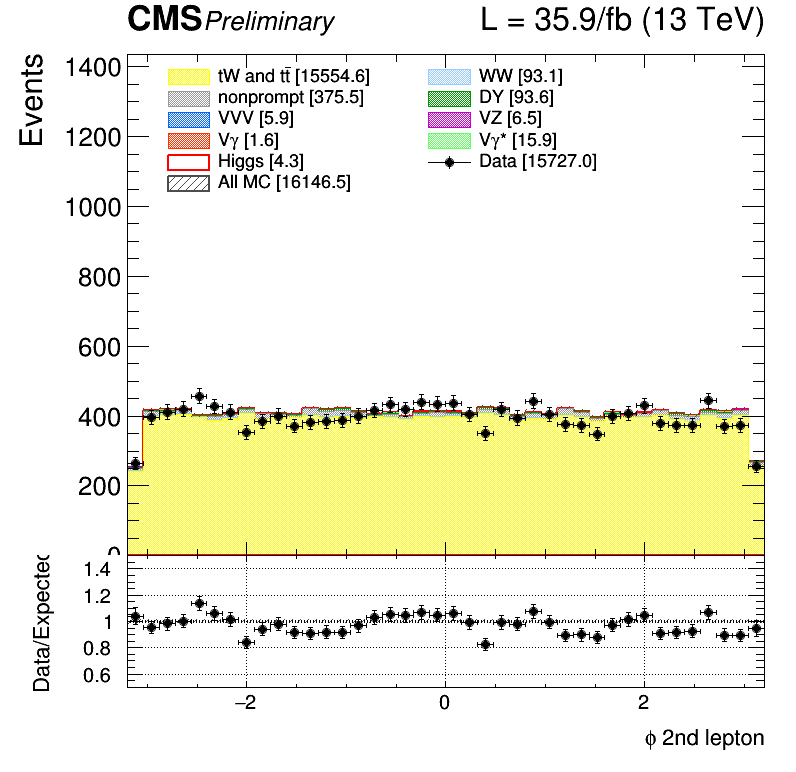 CMS Preliminary L = 35.9/fb (13 TeV)
Events
1400
1200
1000
800
600
400
200
0
tW and tt̄ [15554.6]
nonprompt [375.5]
VVV [5.9]
Vγ [1.6]
Higgs [4.3]
All MC [16146.5]
WW [93.1]
DY [93.6]
VZ [6.5]
Vγ* [15.9]
Data [15727.0]
Data/Expected
1.4
1.2
1
0.8
0.6
−2 0 2
ϕ 2nd lepton